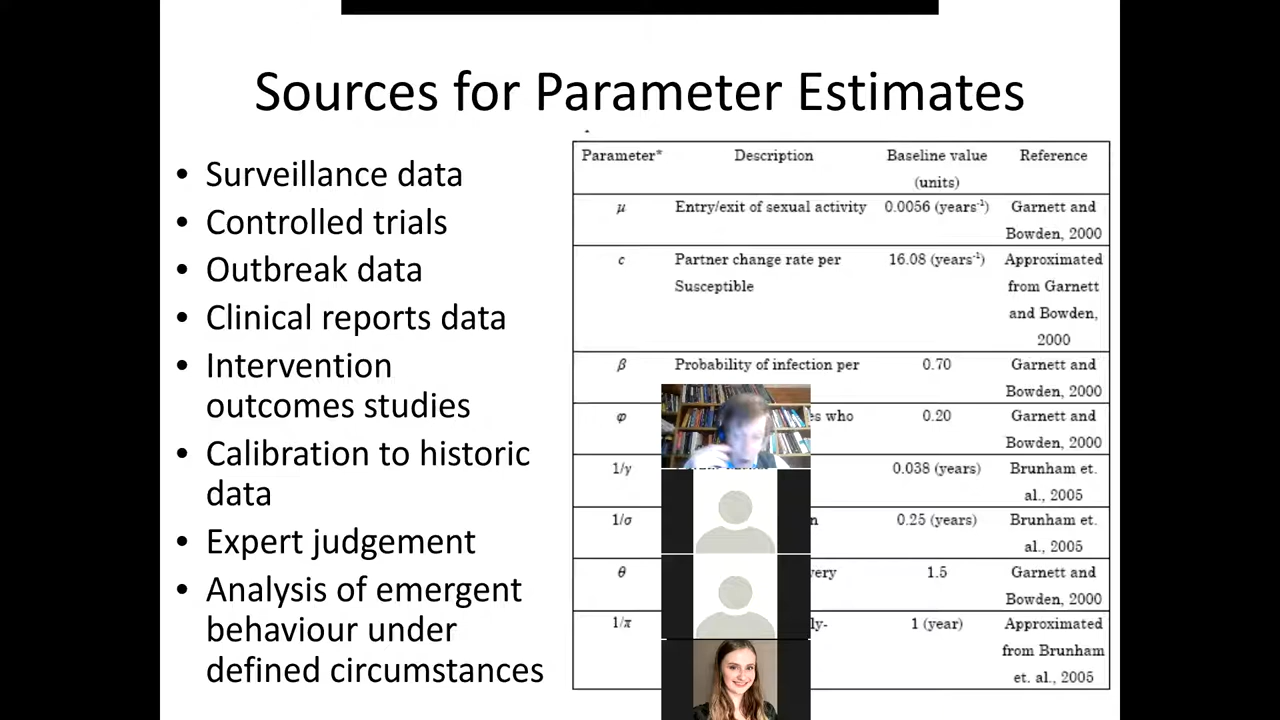 Sources for Parameter Estimates
• Surveillance data
• Controlled trials
• Outbreak data
• Clinical reports data
• Intervention
outcomes studies
• Calibration to historic
data
• Expert judgement
• Analysis of emergent
behaviour under
defined circumstances
Parameter* Description Baseline value Reference
(units)
μ Entry/exit of sexual activity 0.0056 (years⁻¹) Garnett and
Bowden, 2000
c Partner change rate per 16.08 (years⁻¹) Approximated
Susceptible from Garnett
and Bowden,
2000
β Probability of infection per 0.70 Garnett and
Bowden, 2000
φ who 0.20 Garnett and
Bowden, 2000
1/γ 0.038 (years) Brunham et.
al., 2005
1/σ 0.25 (years) Brunham et.
al., 2005
θ 1.5 Garnett and
Bowden, 2000
1/π 1 (year) Approximated
from Brunham
et. al., 2005